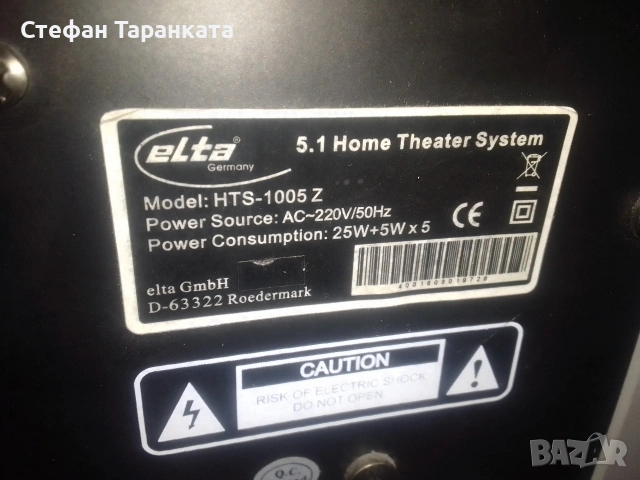 Стефан Таранката
elta®
Germany
5.1 Home Theater System
Model: HTS-1005 Z
Power Source: AC~220V/50Hz
Power Consumption: 25W+5W x 5
CE
elta GmbH
D-63322 Roedermark
CAUTION
RISK OF ELECTRIC SHOCK
DO NOT OPEN
Q.C.
BAZAR